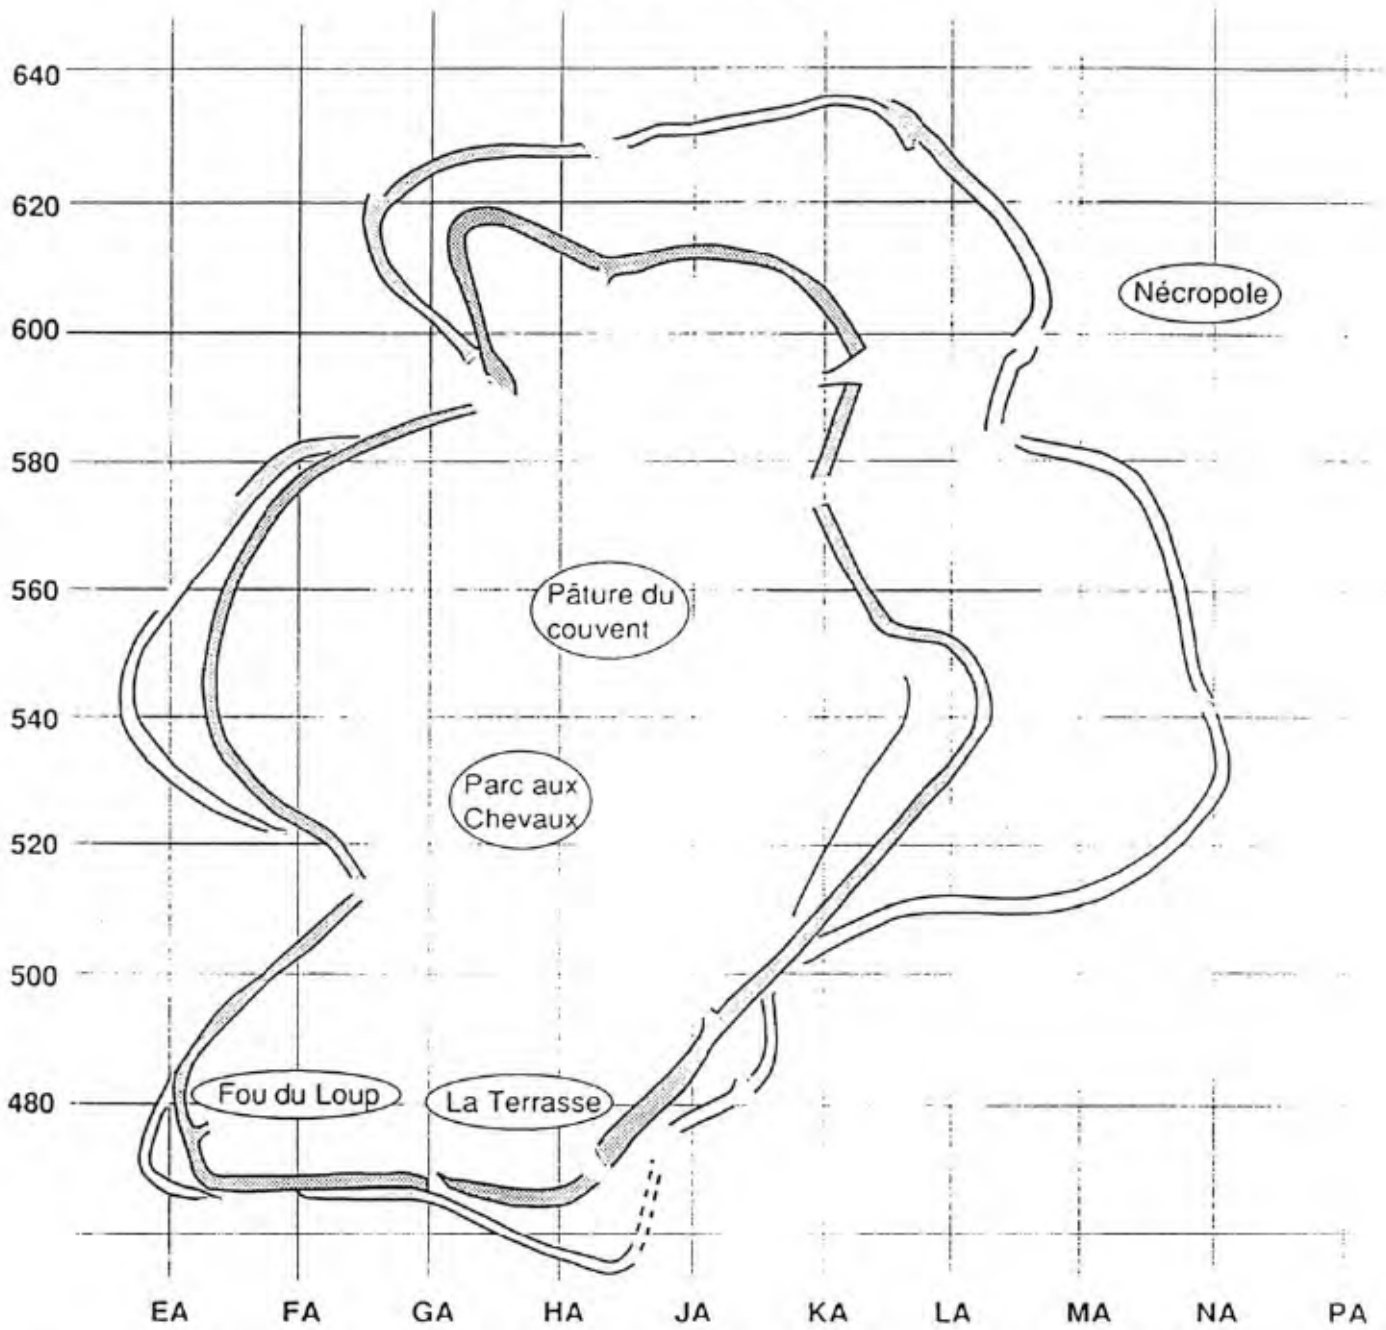 640
620
Nécropole
600
580
560
Pâture du
couvent
540
Parc aux
Chevaux
520
500
480
Fou du Loup
La Terrasse
EA FA GA HA JA KA LA MA NA PA